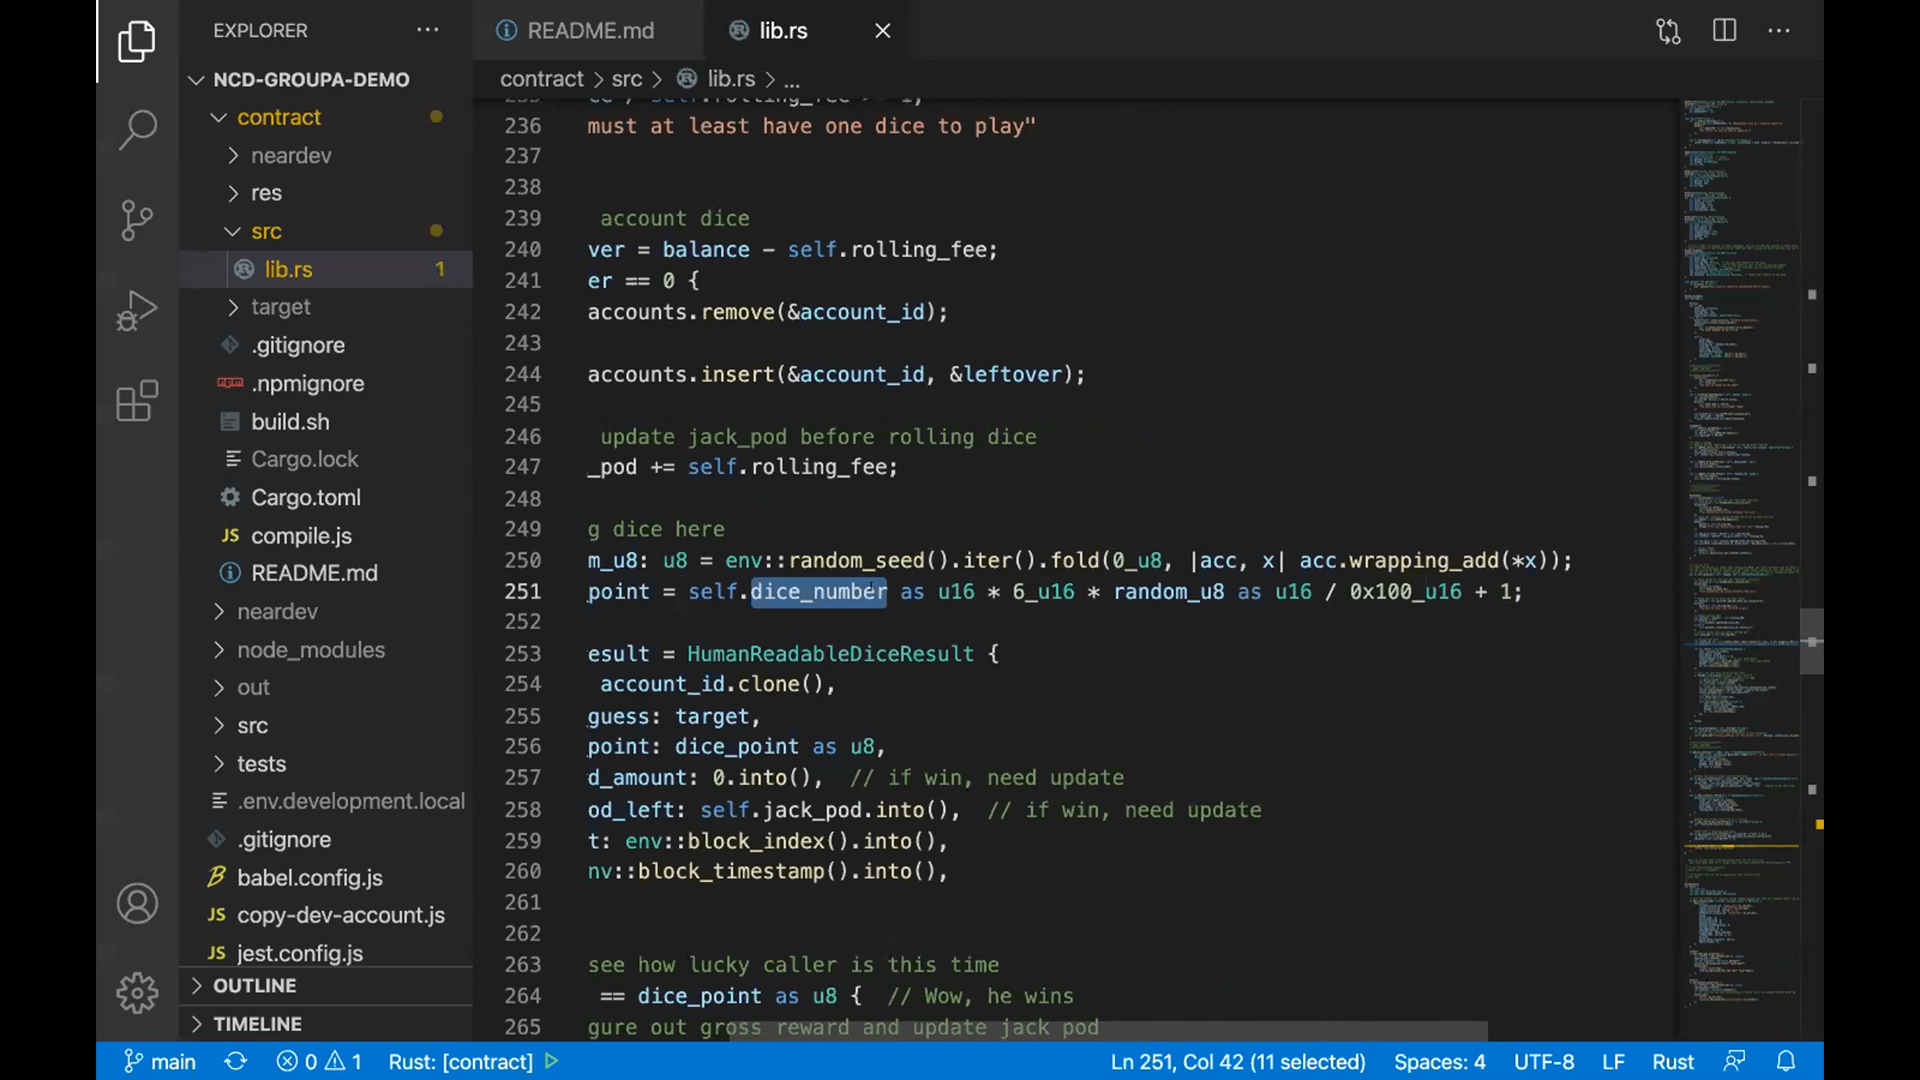 EXPLORER
README.md
lib.rs
NCD-GROUPA-DEMO
contract > src > lib.rs > ...
contract
neardev
res
src
lib.rs 1
target
.gitignore
.npmignore
build.sh
Cargo.lock
Cargo.toml
compile.js
README.md
neardev
node_modules
out
src
tests
.env.development.local
.gitignore
babel.config.js
copy-dev-account.js
jest.config.js
OUTLINE
TIMELINE
236 must at least have one dice to play"
237
238
239 account dice
240 ver = balance - self.rolling_fee;
241 er == 0 {
242 accounts.remove(&account_id);
243
244 accounts.insert(&account_id, &leftover);
245
246 update jack_pod before rolling dice
247 _pod += self.rolling_fee;
248
249 g dice here
250 m_u8: u8 = env::random_seed().iter().fold(0_u8, |acc, x| acc.wrapping_add(*x));
251 point = self.dice_number as u16 * 6_u16 * random_u8 as u16 / 0x100_u16 + 1;
252
253 esult = HumanReadableDiceResult {
254 account_id.clone(),
255 guess: target,
256 point: dice_point as u8,
257 d_amount: 0.into(), // if win, need update
258 od_left: self.jack_pod.into(), // if win, need update
259 t: env::block_index().into(),
260 nv::block_timestamp().into(),
261
262
263 see how lucky caller is this time
264 == dice_point as u8 { // Wow, he wins
265 gure out gross reward and update jack pod
main
0 1
Rust: [contract]
Ln 251, Col 42 (11 selected)
Spaces: 4
UTF-8
LF
Rust